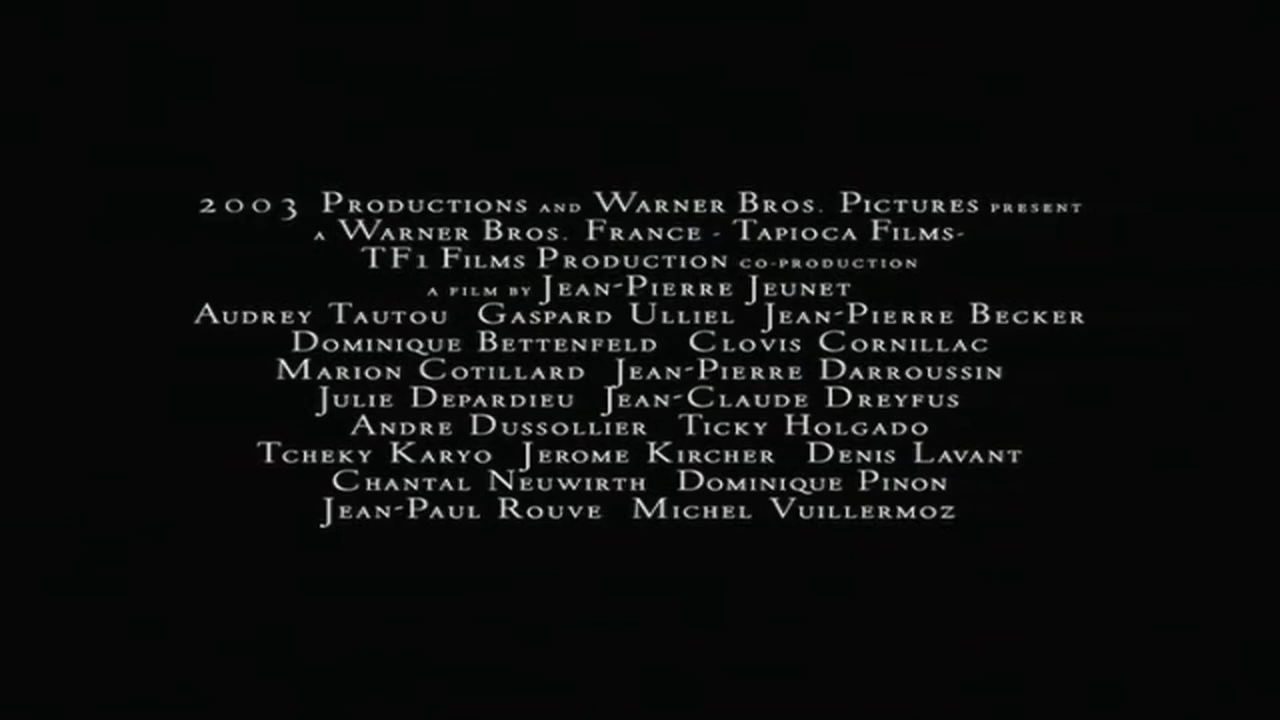 2003 Productions and Warner Bros. Pictures present
a Warner Bros. France - Tapioca Films-
TF1 Films Production co-production
a film by Jean-Pierre Jeunet
Audrey Tautou Gaspard Ulliel Jean-Pierre Becker
Dominique Bettenfeld Clovis Cornillac
Marion Cotillard Jean-Pierre Darroussin
Julie Depardieu Jean-Claude Dreyfus
Andre Dussollier Ticky Holgado
Tcheky Karyo Jerome Kircher Denis Lavant
Chantal Neuwirth Dominique Pinon
Jean-Paul Rouve Michel Vuillermoz